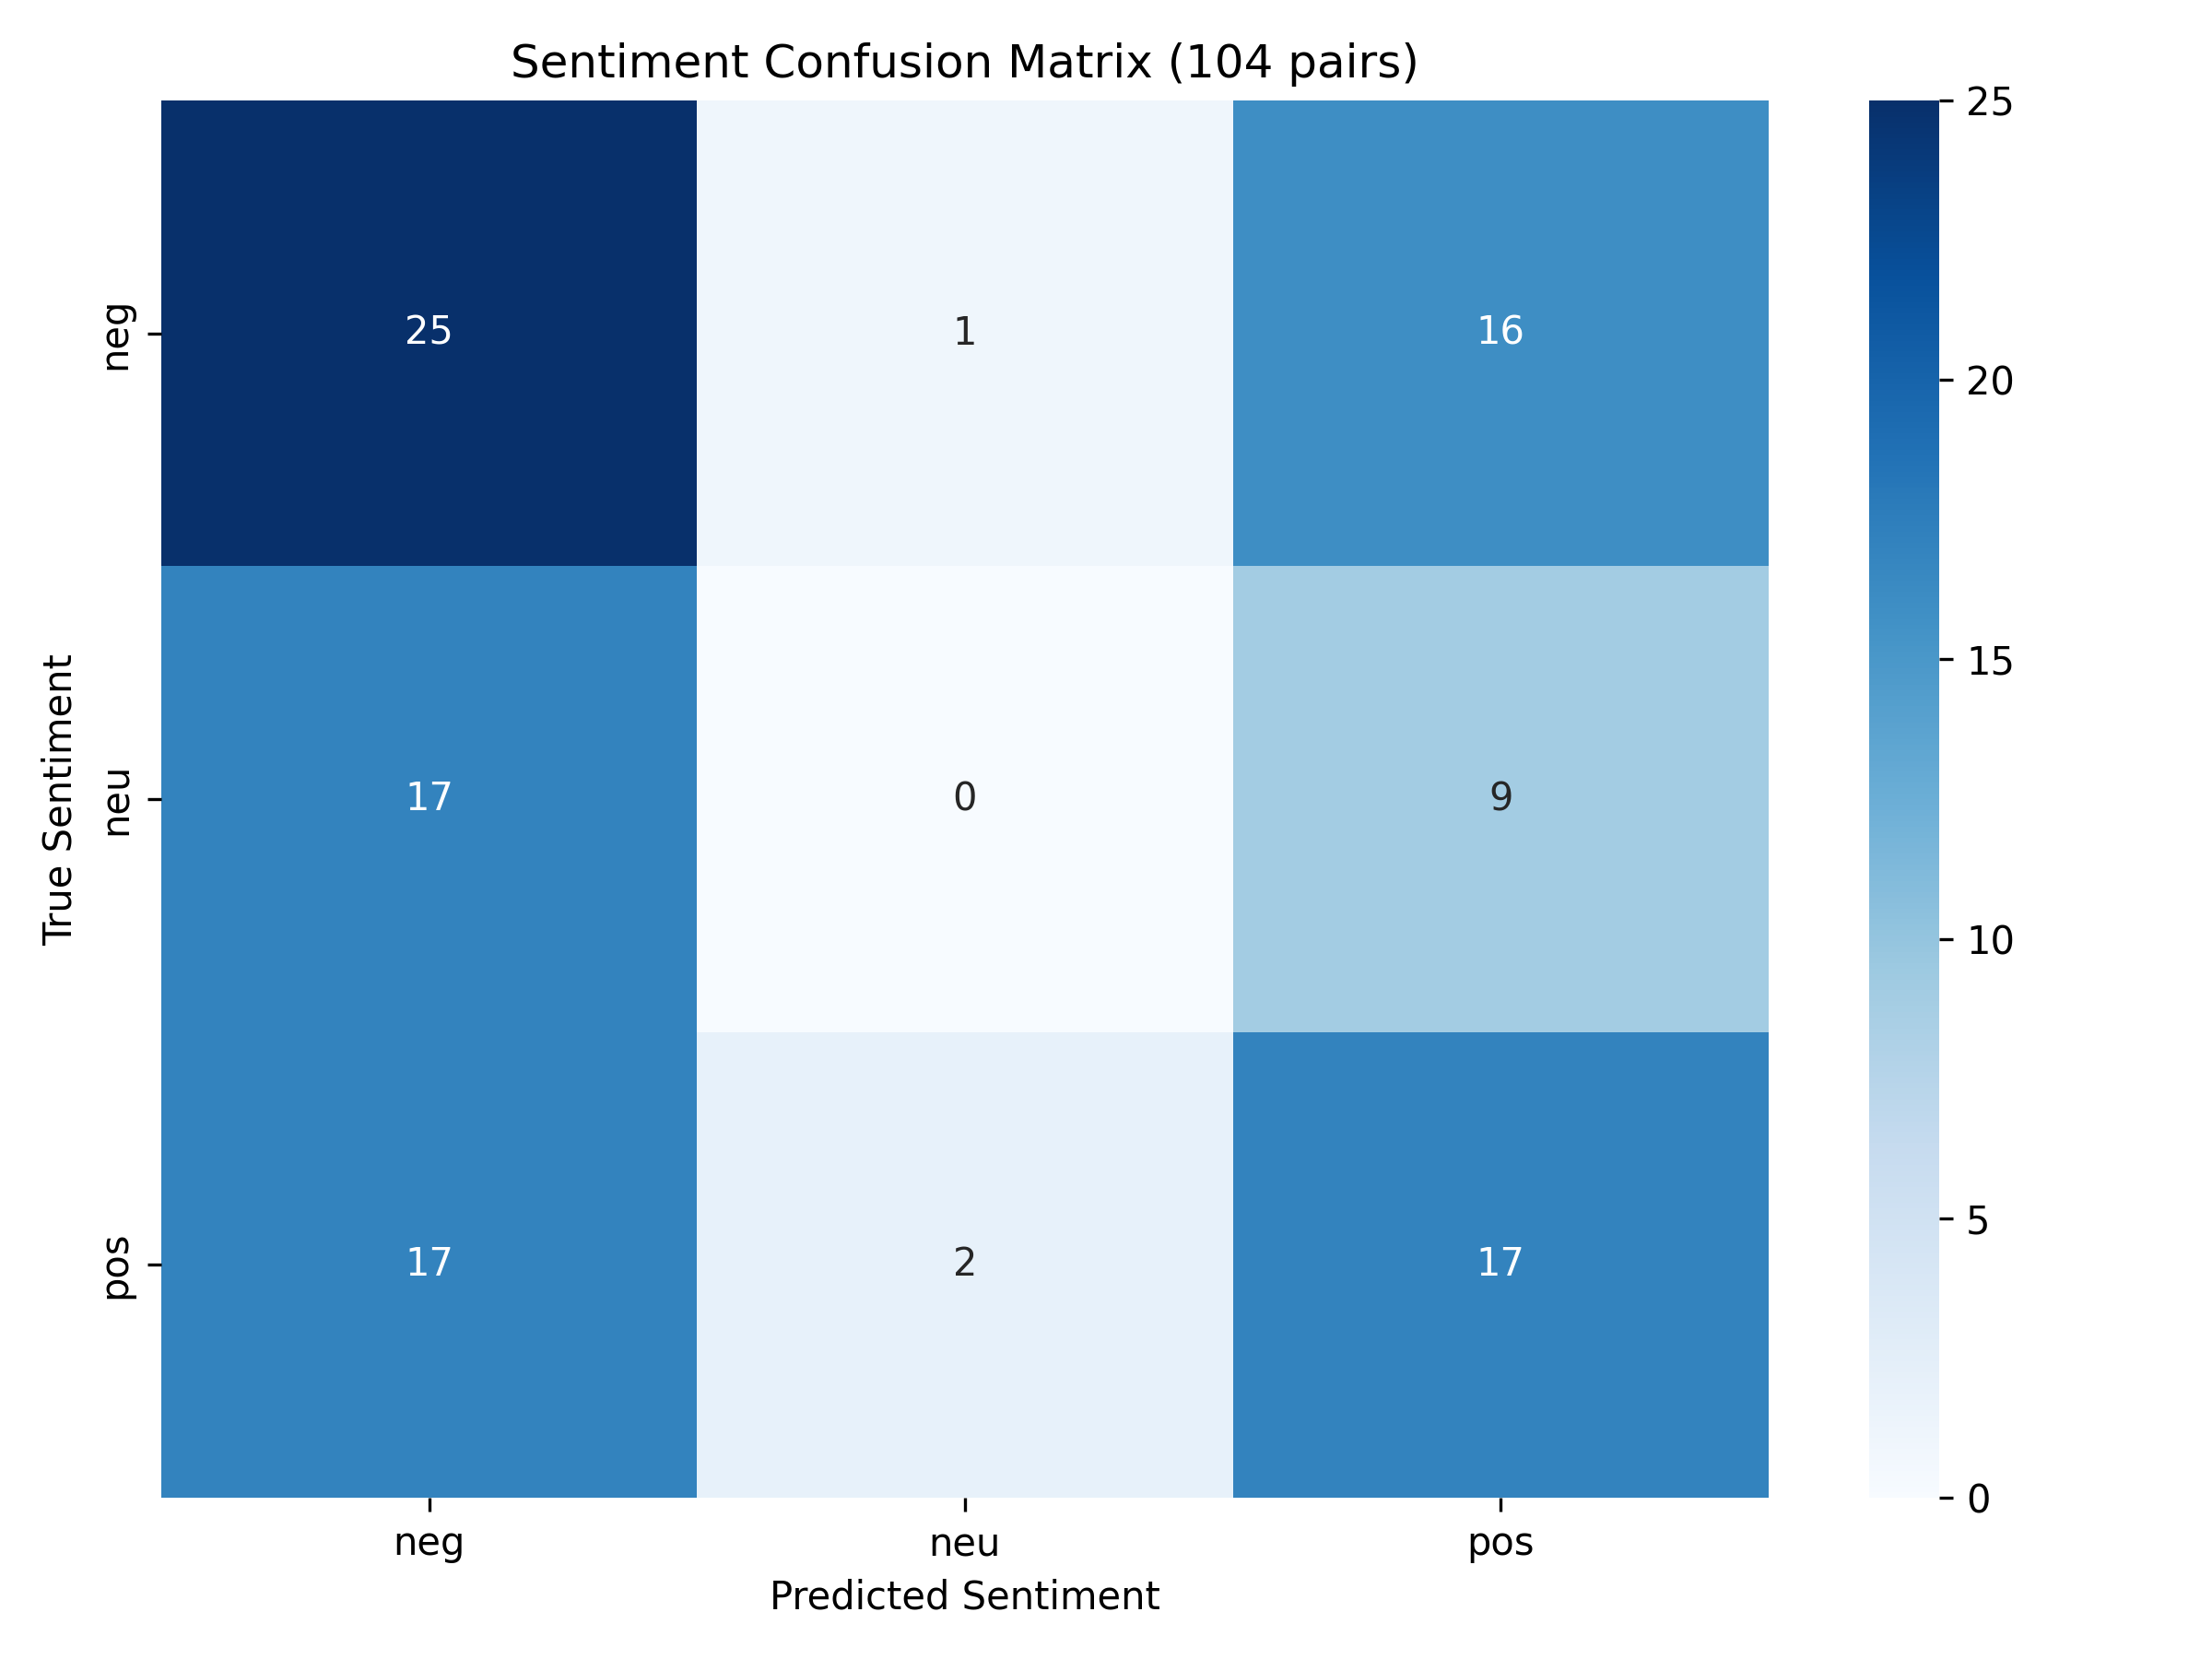 Sentiment Confusion Matrix (104 pairs)
True Sentiment
neg
25 1 16
neu
17 0 9
pos
17 2 17
neg neu pos
Predicted Sentiment
25
20
15
10
5
0